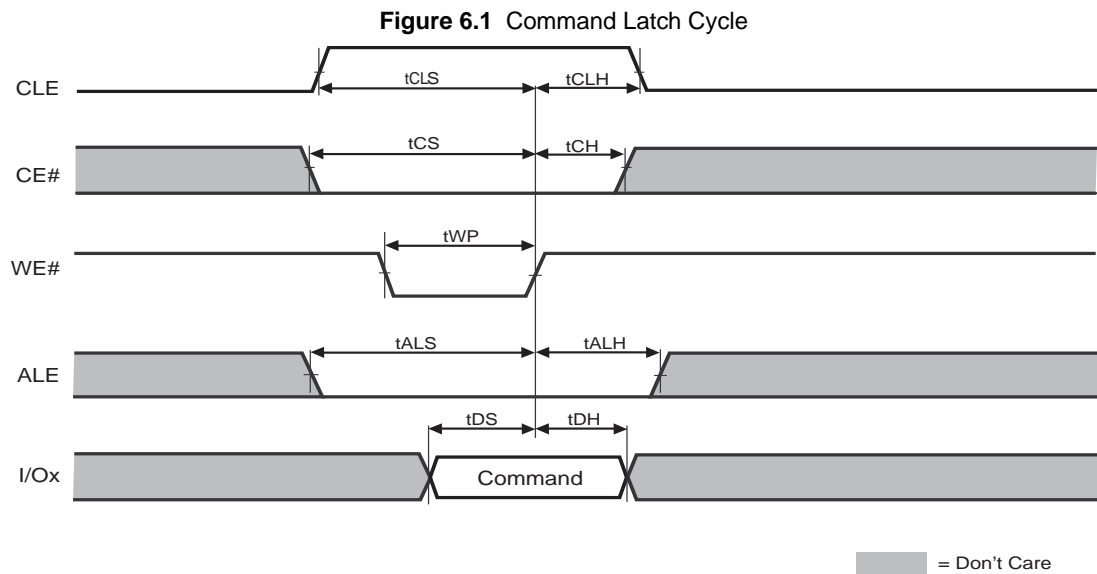 Figure 6.1 Command Latch Cycle
CLE
tCLS
tCLH
CE#
tCS
tCH
WE#
tWP
ALE
tALS
tALH
I/Ox
tDS
tDH
Command
= Don't Care